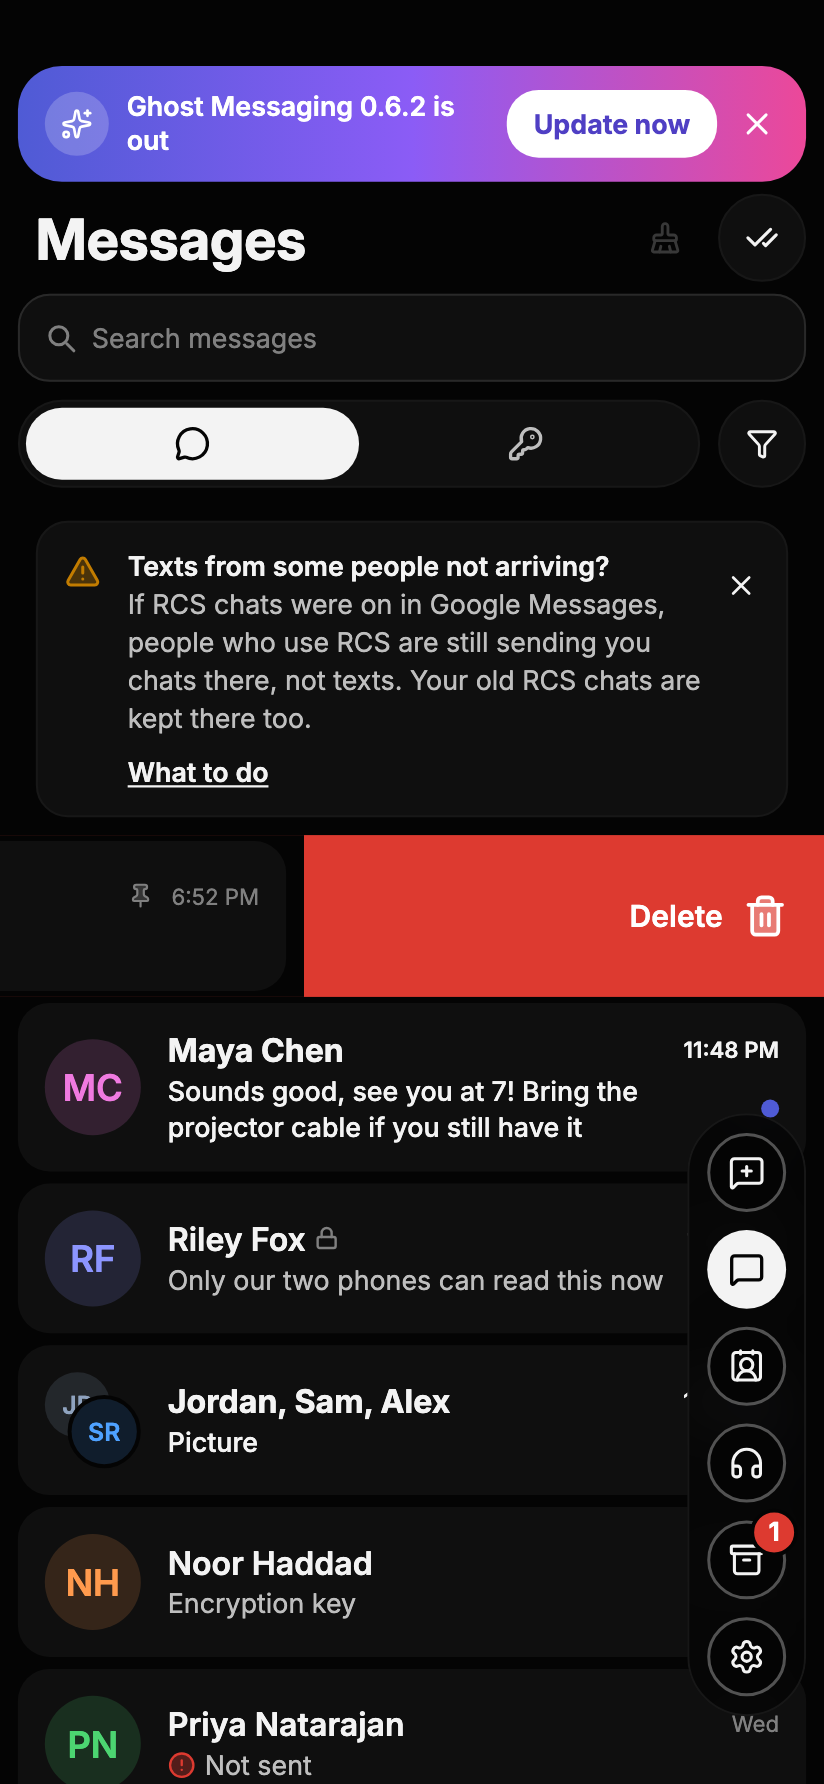 Ghost Messaging 0.6.2 is
out
Update now
Messages
Search messages
Texts from some people not arriving?
If RCS chats were on in Google Messages,
people who use RCS are still sending you
chats there, not texts. Your old RCS chats are
kept there too.
What to do
6:52 PM
Delete
MC
Maya Chen
11:48 PM
Sounds good, see you at 7! Bring the
projector cable if you still have it
RF
Riley Fox
Only our two phones can read this now
SR
Jordan, Sam, Alex
Picture
1
NH
Noor Haddad
Encryption key
PN
Priya Natarajan
Wed
Not sent